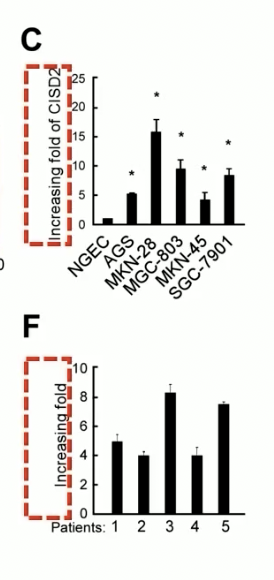 C
Increasing fold of CISD2
25
20
15
10
5
0
* * * * *
NGEC AGS MKN-28 MGC-803 MKN-45 SGC-7901
0
F
Increasing fold
10
8
6
4
2
0
Patients: 1 2 3 4 5